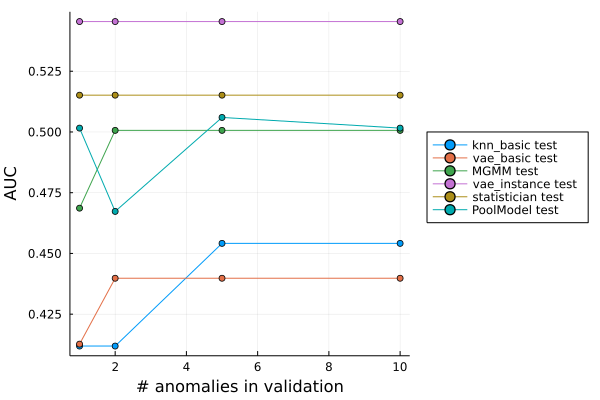 0.525
0.500
0.475
0.450
0.425
AUC
2
4
6
8
10
# anomalies in validation
knn_basic test
vae_basic test
MGMM test
vae_instance test
statistician test
PoolModel test